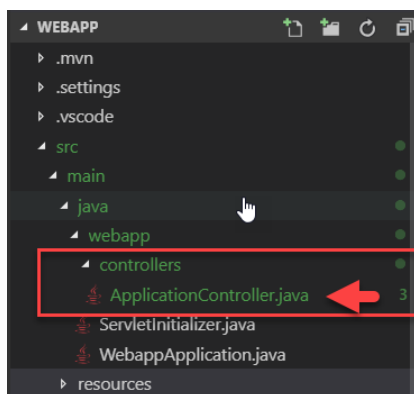 WEBAPP
.mvn
.settings
.vscode
src
main
java
webapp
controllers
ApplicationController.java 3
ServletInitializer.java
WebappApplication.java
resources